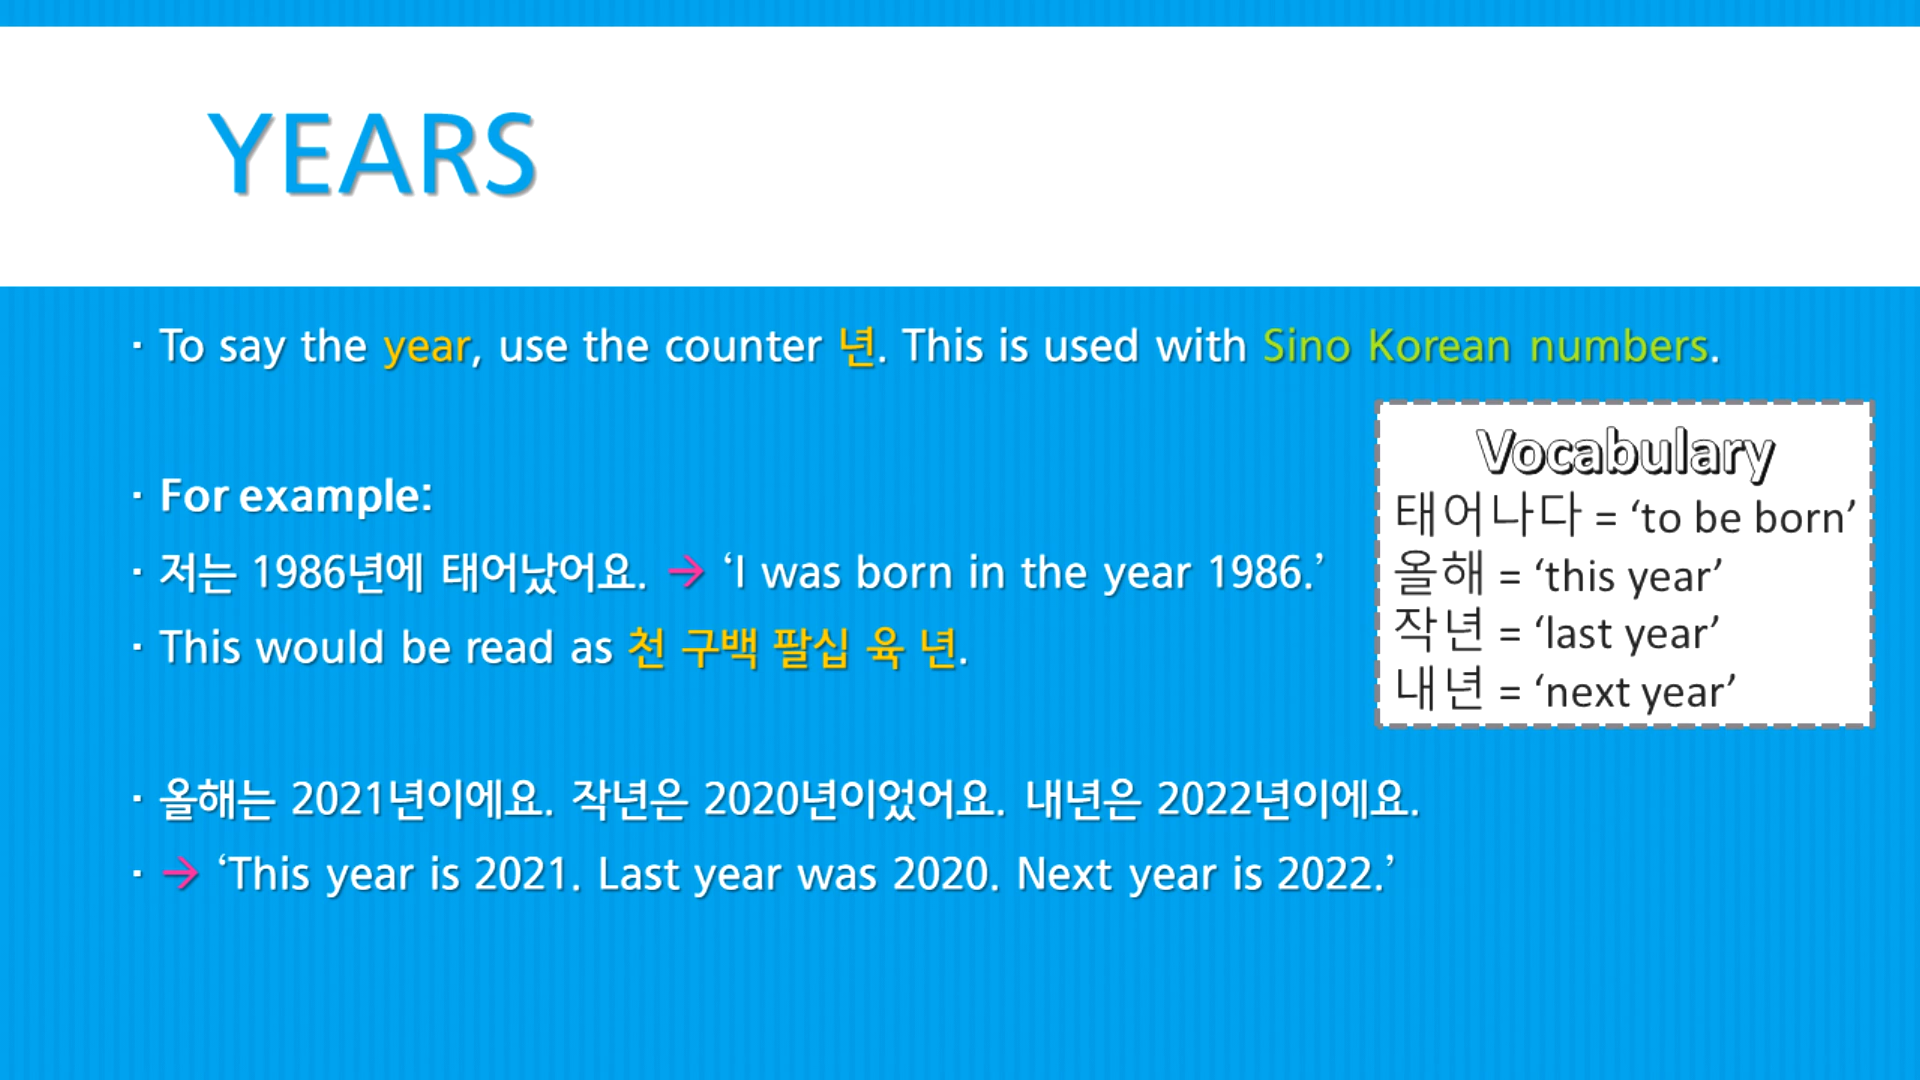 YEARS
· To say the year, use the counter 년. This is used with Sino Korean numbers.
· For example:
· 저는 1986년에 태어났어요. → ‘I was born in the year 1986.’
· This would be read as 천 구백 팔십 육 년.
Vocabulary
태어나다 = ‘to be born’
올해 = ‘this year’
작년 = ‘last year’
내년 = ‘next year’
· 올해는 2021년이에요. 작년은 2020년이었어요. 내년은 2022년이에요.
· → ‘This year is 2021. Last year was 2020. Next year is 2022.’